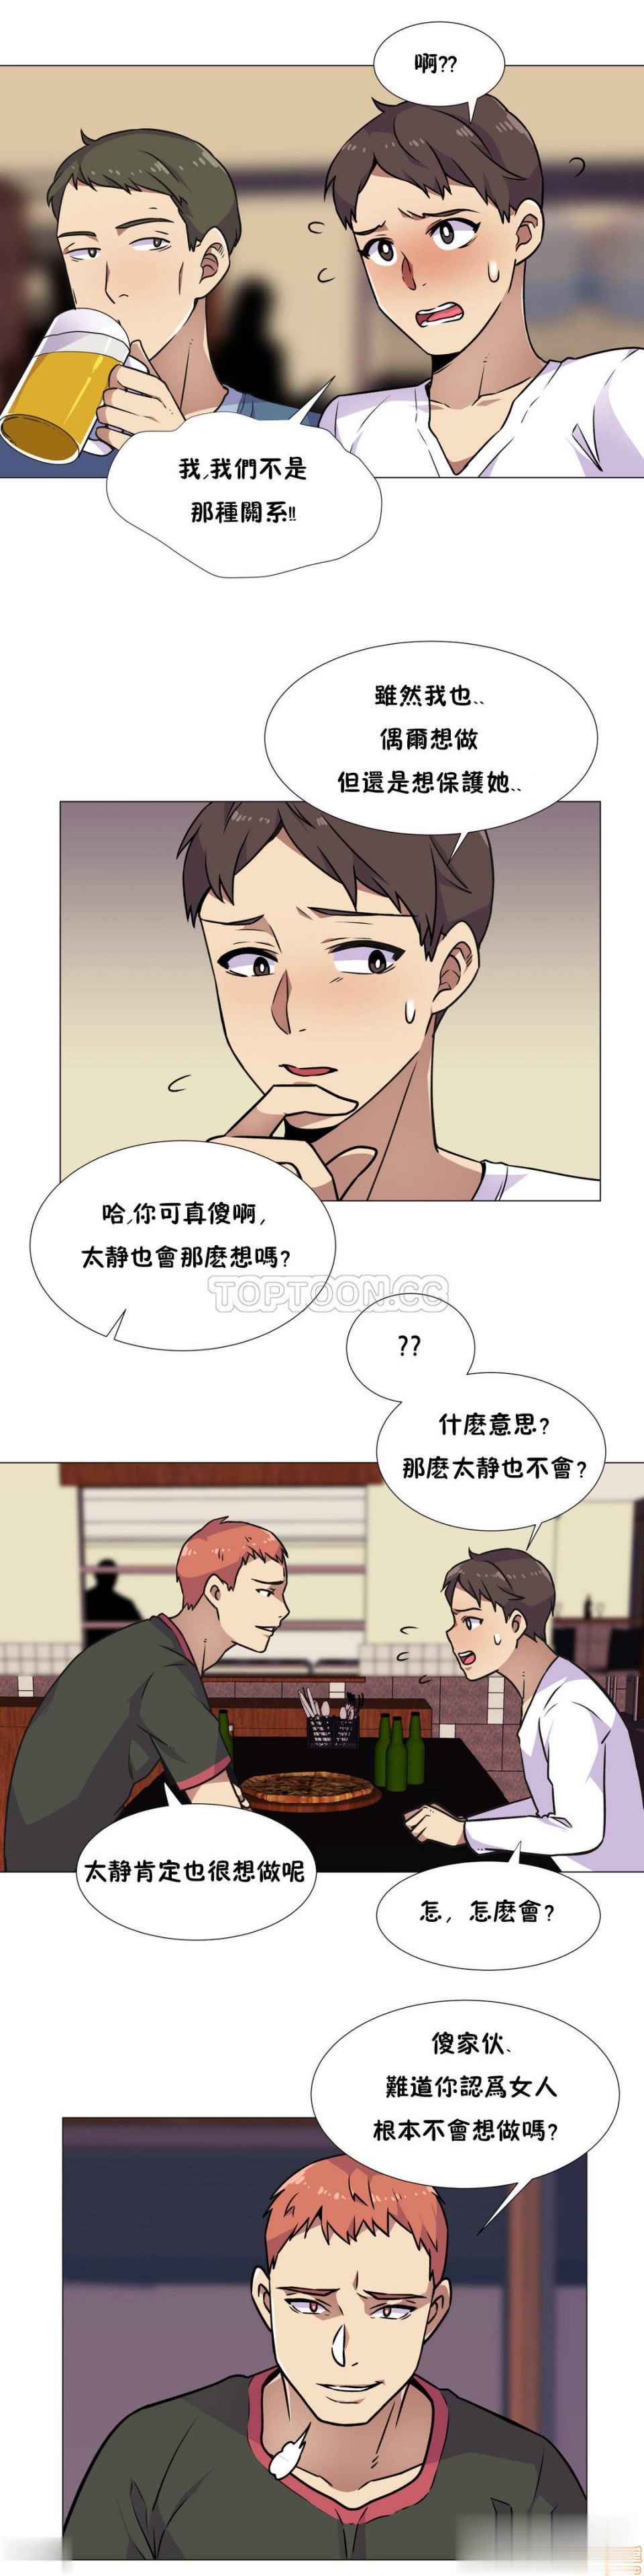 啊??
我,我們不是
那種關系!!
雖然我也..
偶爾想做
但還是想保護她..
哈,你可真傻啊,
太静也會那麽想嗎?
TOPTOON.CC
??
什麽意思?
那麽太静也不會?
太静肯定也很想做呢
怎，怎麽會?
傻家伙.
難道你認爲女人
根本不會想做嗎?